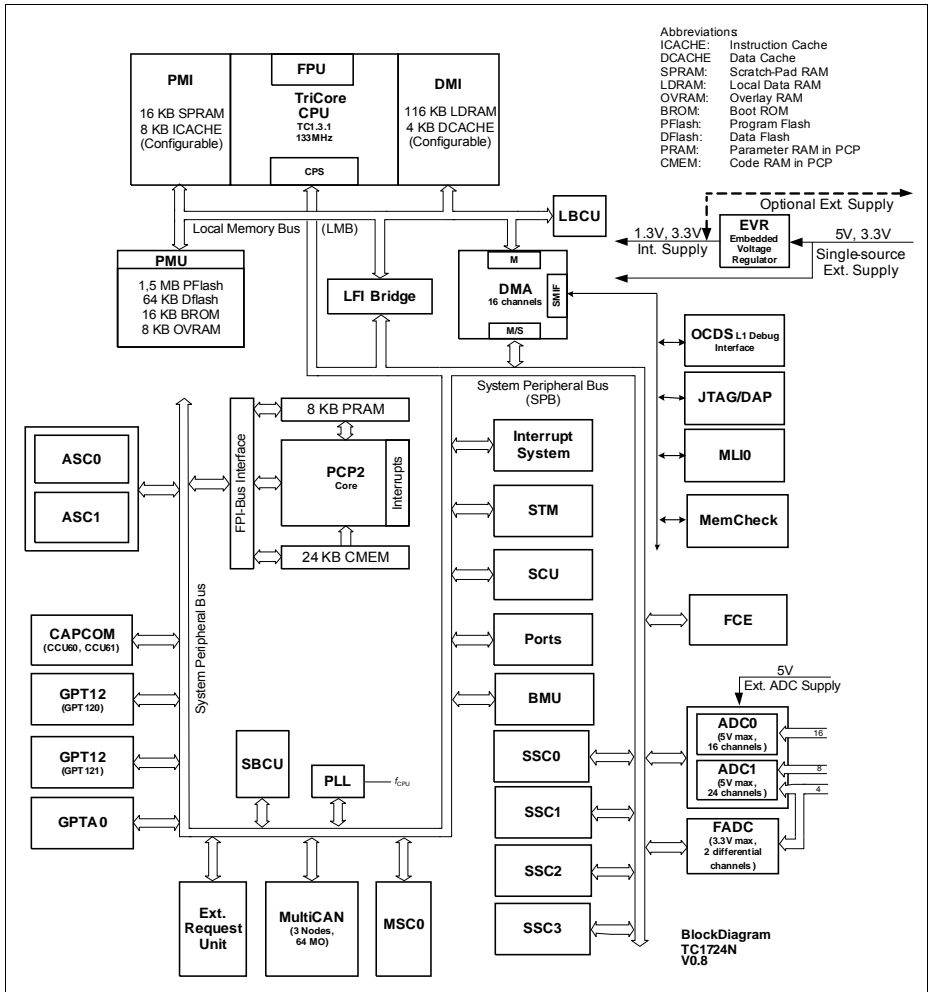 Abbreviations
ICACHE: Instruction Cache
DCACHE Data Cache
SPRAM: Scratch-Pad RAM
LDRAM: Local Data RAM
OVRAM: Overlay RAM
BROM: Boot ROM
PFlash: Program Flash
DFlash: Data Flash
PRAM: Parameter RAM in PCP
CMEM: Code RAM in PCP
PMI
16 KB SPRAM
8 KB ICACHE
(Configurable)
FPU
TriCore
CPU
TC1.3.1
133MHz
CPS
DMI
116 KB LDRAM
4 KB DCACHE
(Configurable)
Local Memory Bus (LMB)
LBCU
Optional Ext. Supply
1.3V, 3.3V
Int. Supply
EVR
Embedded
Voltage
Regulator
5V, 3.3V
Single-source
Ext. Supply
PMU
1,5 MB PFlash
64 KB Dflash
16 KB BROM
8 KB OVRAM
LFI Bridge
M
DMA
16 channels
SMIF
M/S
OCDS L1 Debug
Interface
JTAG/DAP
MLI0
MemCheck
System Peripheral Bus
(SPB)
FPI-Bus Interface
8 KB PRAM
PCP2
Core
Interrupts
24 KB CMEM
ASC0
ASC1
System Peripheral Bus
Interrupt
System
STM
SCU
Ports
BMU
FCE
CAPCOM
(CCU60, CCU61)
GPT12
(GPT120)
GPT12
(GPT121)
GPTA0
SBCU
PLL
fCPU
SSC0
SSC1
SSC2
SSC3
5V
Ext. ADC Supply
ADC0
(5V max,
16 channels )
16
ADC1
(5V max,
24 channels )
8
4
FADC
(3.3V max,
2 differential
channels )
Ext.
Request
Unit
MultiCAN
(3 Nodes,
64 MO)
MSC0
BlockDiagram
TC1724N
V0.8